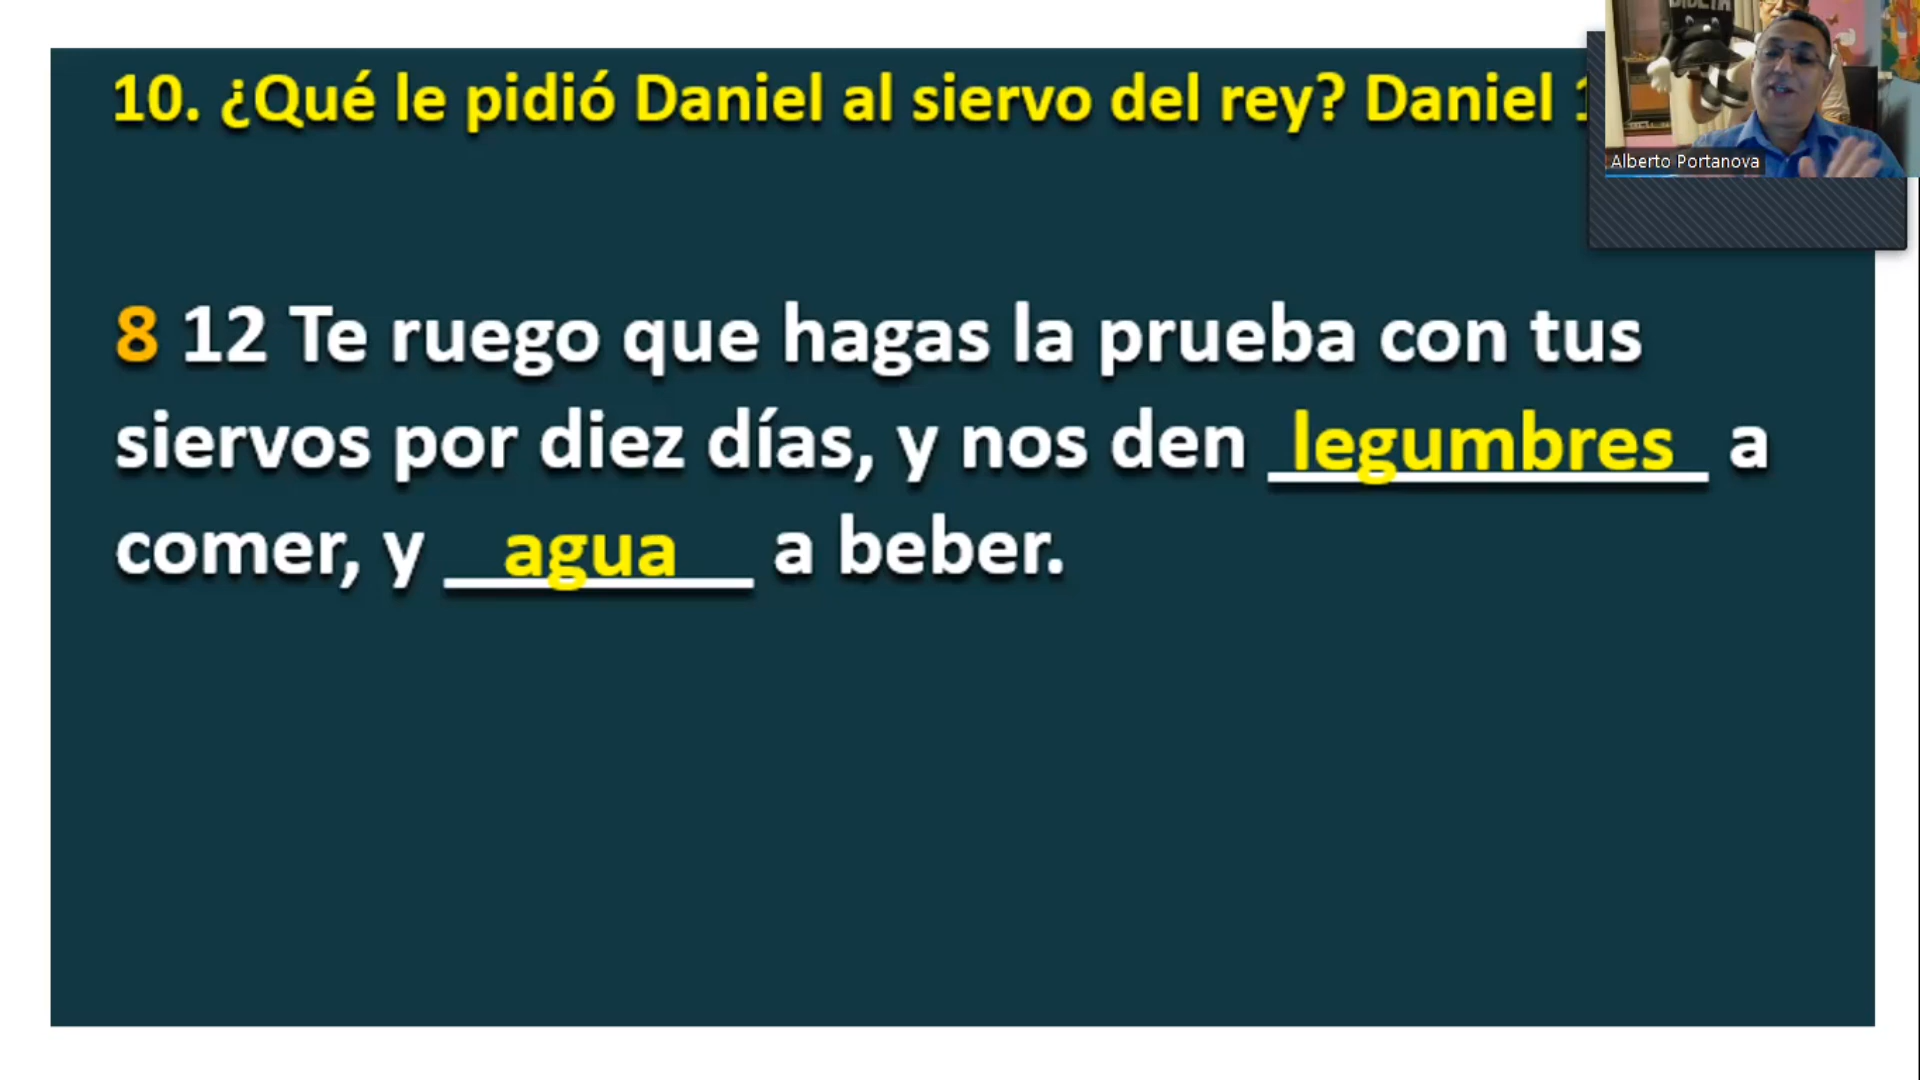 10. ¿Qué le pidió Daniel al siervo del rey? Daniel
Alberto Portanova
8 12 Te ruego que hagas la prueba con tus
siervos por diez días, y nos den legumbres a
comer, y agua a beber.